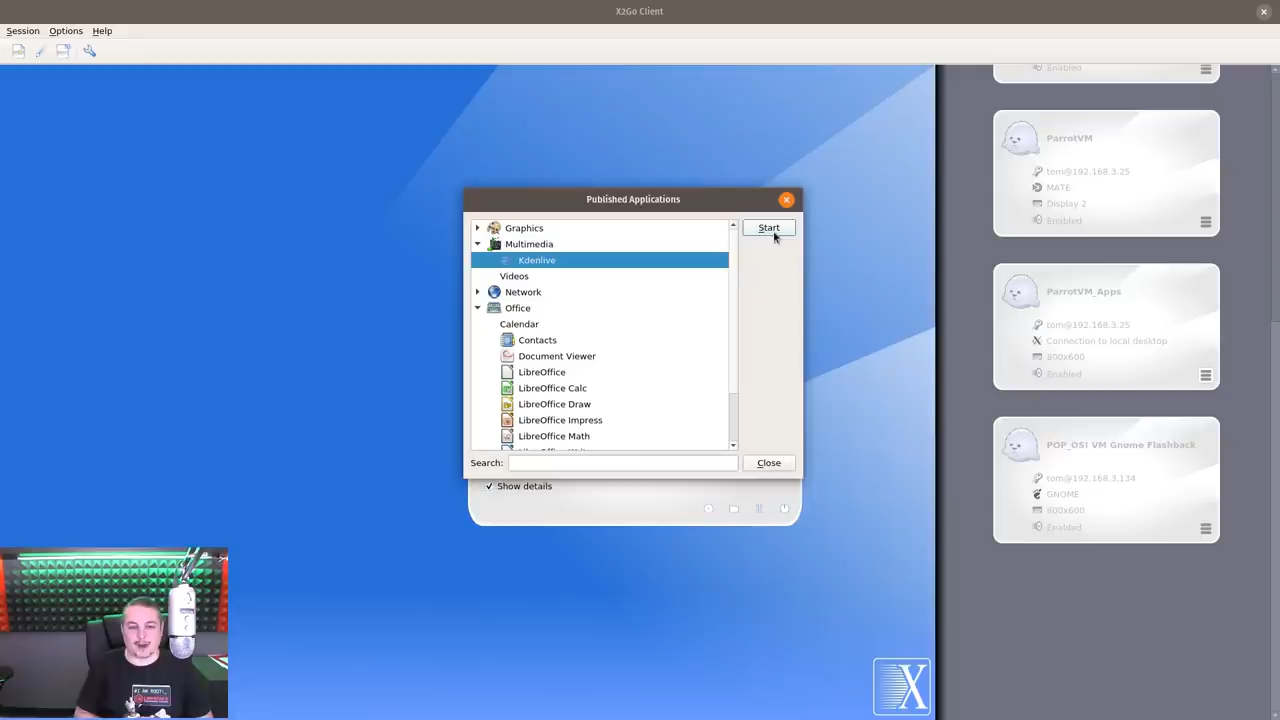 X2Go Client
Session Options Help
Enabled
ParrotVM
tom@192.168.3.25
MATE
Display 2
Enabled
ParrotVM_Apps
tom@192.168.3.25
Connection to local desktop
800x600
Enabled
POP_OS! VM Gnome Flashback
tom@192.168.3.134
GNOME
800x600
Enabled
Published Applications
Graphics
Multimedia
Kdenlive
Videos
Network
Office
Calendar
Contacts
Document Viewer
LibreOffice
LibreOffice Calc
LibreOffice Draw
LibreOffice Impress
LibreOffice Math
Start
Search:
Close
Show details
X